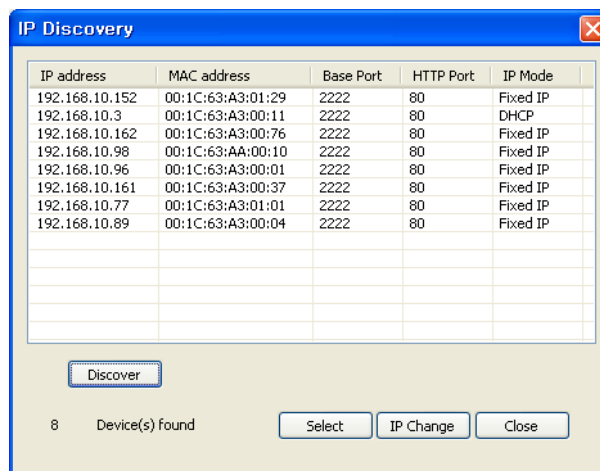 IP Discovery
IP address MAC address Base Port HTTP Port IP Mode
192.168.10.152 00:1C:63:A3:01:29 2222 80 Fixed IP
192.168.10.3 00:1C:63:A3:00:11 2222 80 DHCP
192.168.10.162 00:1C:63:A3:00:76 2222 80 Fixed IP
192.168.10.98 00:1C:63:AA:00:10 2222 80 Fixed IP
192.168.10.96 00:1C:63:A3:00:01 2222 80 Fixed IP
192.168.10.161 00:1C:63:A3:00:37 2222 80 Fixed IP
192.168.10.77 00:1C:63:A3:01:01 2222 80 Fixed IP
192.168.10.89 00:1C:63:A3:00:04 2222 80 Fixed IP
Discover
8 Device(s) found Select IP Change Close